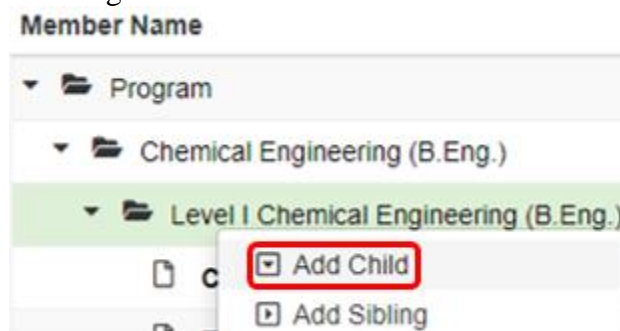 Member Name
Program
Chemical Engineering (B.Eng.)
Level I Chemical Engineering (B.Eng.)
C
Add Child
Add Sibling